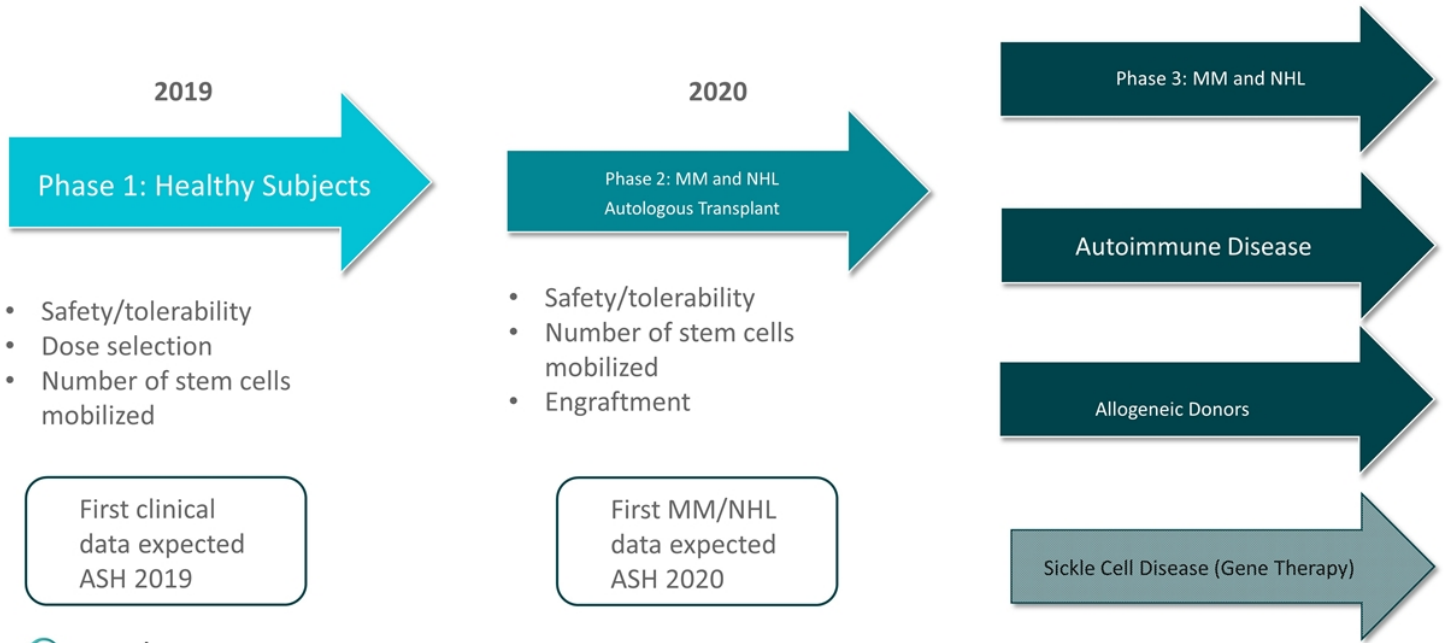 2019
Phase 1: Healthy Subjects
• Safety/tolerability
• Dose selection
• Number of stem cells
mobilized
First clinical
data expected
ASH 2019
2020
Phase 2: MM and NHL
Autologous Transplant
• Safety/tolerability
• Number of stem cells
mobilized
• Engraftment
First MM/NHL
data expected
ASH 2020
Phase 3: MM and NHL
Autoimmune Disease
Allogeneic Donors
Sickle Cell Disease (Gene Therapy)